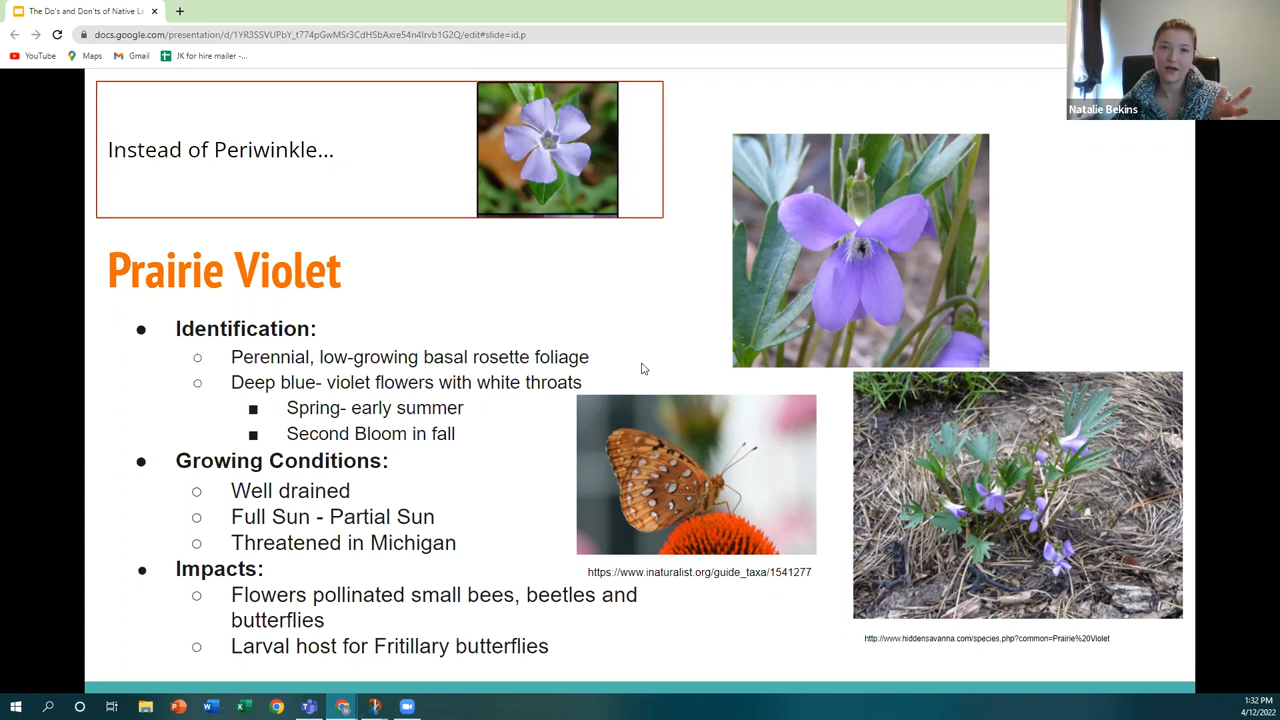 The Do's and Don'ts of Native La
docs.google.com/presentation/d/1YR3SSVUPbY_t774pGwMSr3CdHSbAxre54n4Irvb1G2Q/edit#slide=id.p
YouTube
Maps
Gmail
JK for hire mailer -...
Natalie Bekins
Instead of Periwinkle...
Prairie Violet
● Identification:
○ Perennial, low-growing basal rosette foliage
○ Deep blue- violet flowers with white throats
■ Spring- early summer
■ Second Bloom in fall
● Growing Conditions:
○ Well drained
○ Full Sun - Partial Sun
○ Threatened in Michigan
● Impacts:
○ Flowers pollinated small bees, beetles and
butterflies
○ Larval host for Fritillary butterflies
https://www.inaturalist.org/guide_taxa/1541277
http://www.hiddensavanna.com/species.php?common=Prairie%20Violet
1:32 PM
4/12/2022